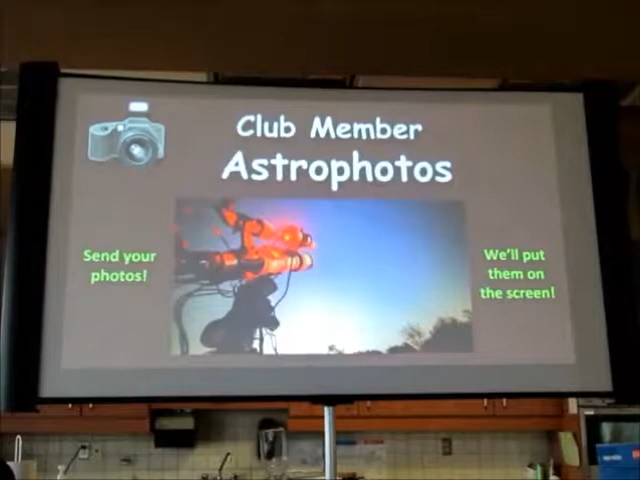 Club Member
Astrophotos
Send your
photos!
We'll put
them on
the screen!